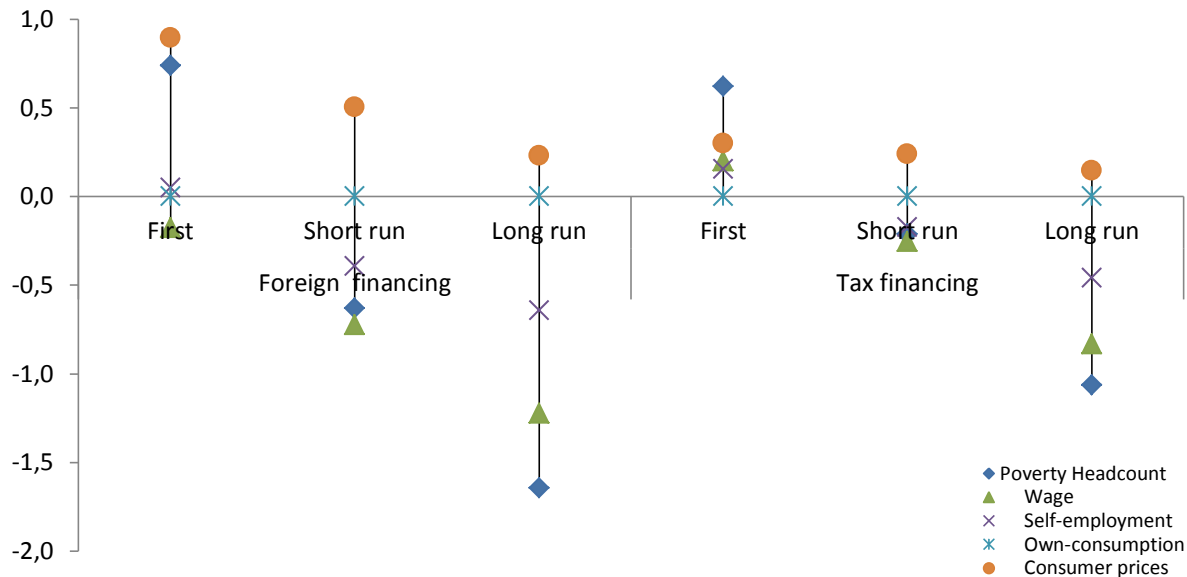 1,0
0,5
0,0
-0,5
-1,0
-1,5
-2,0
First Short run Long run First Short run Long run
Foreign financing Tax financing
Poverty Headcount
Wage
Self-employment
Own-consumption
Consumer prices